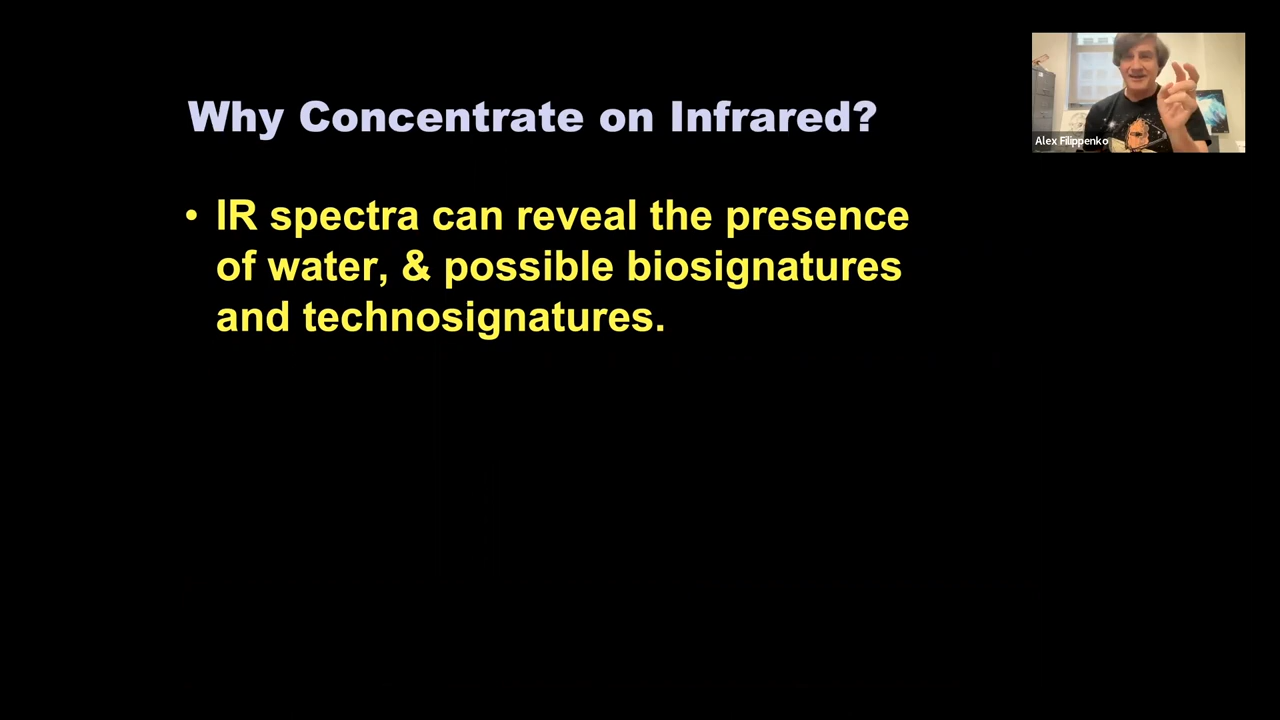 Why Concentrate on Infrared?
• IR spectra can reveal the presence
of water, & possible biosignatures
and technosignatures.
Alex Filippenko